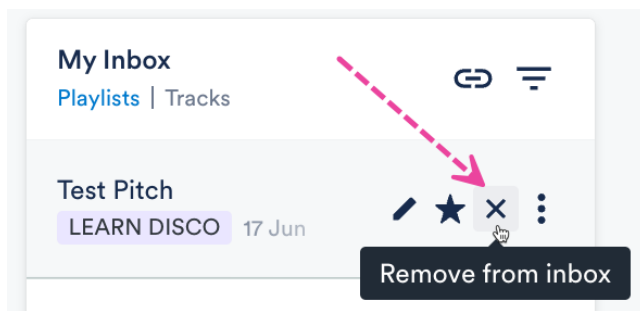 My Inbox
Playlists | Tracks
Test Pitch
LEARN DISCO 17 Jun
Remove from inbox